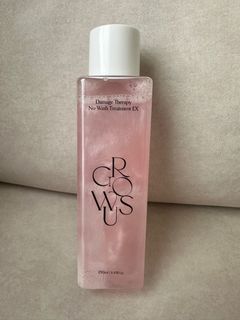 Damage Therapy
No Wash Treatment EX
GROWUS